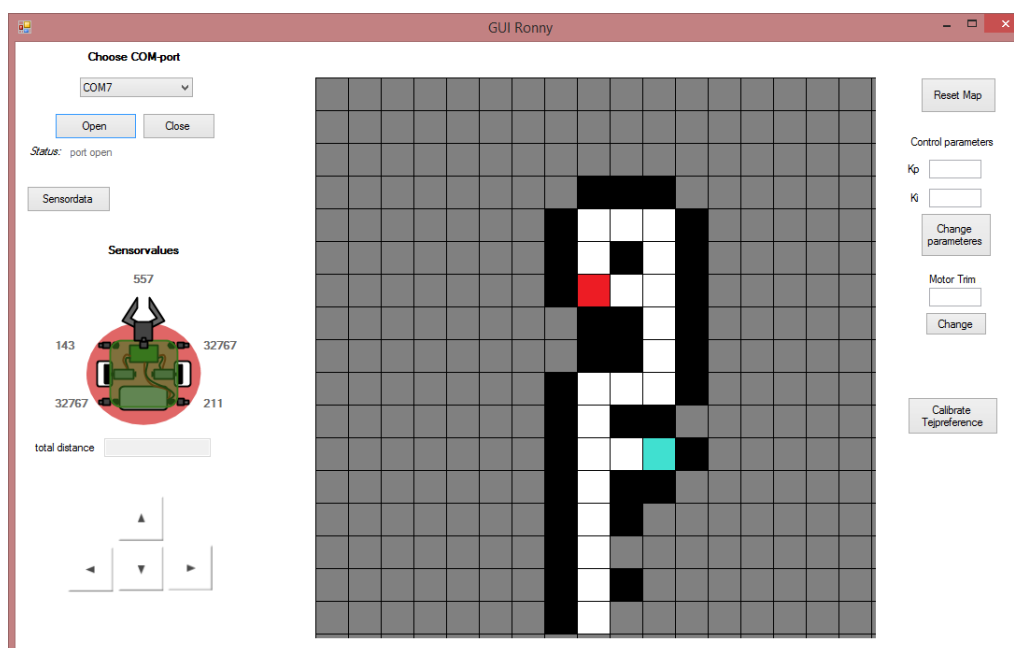 GUI Ronny
Choose COM-port
COM7
Open
Close
Status: port open
Sensordata
Sensorvalues
557
143
32767
32767
211
total distance
Reset Map
Control parameters
Kp
Ki
Change
parameteres
Motor Trim
Change
Calibrate
Tejpreference